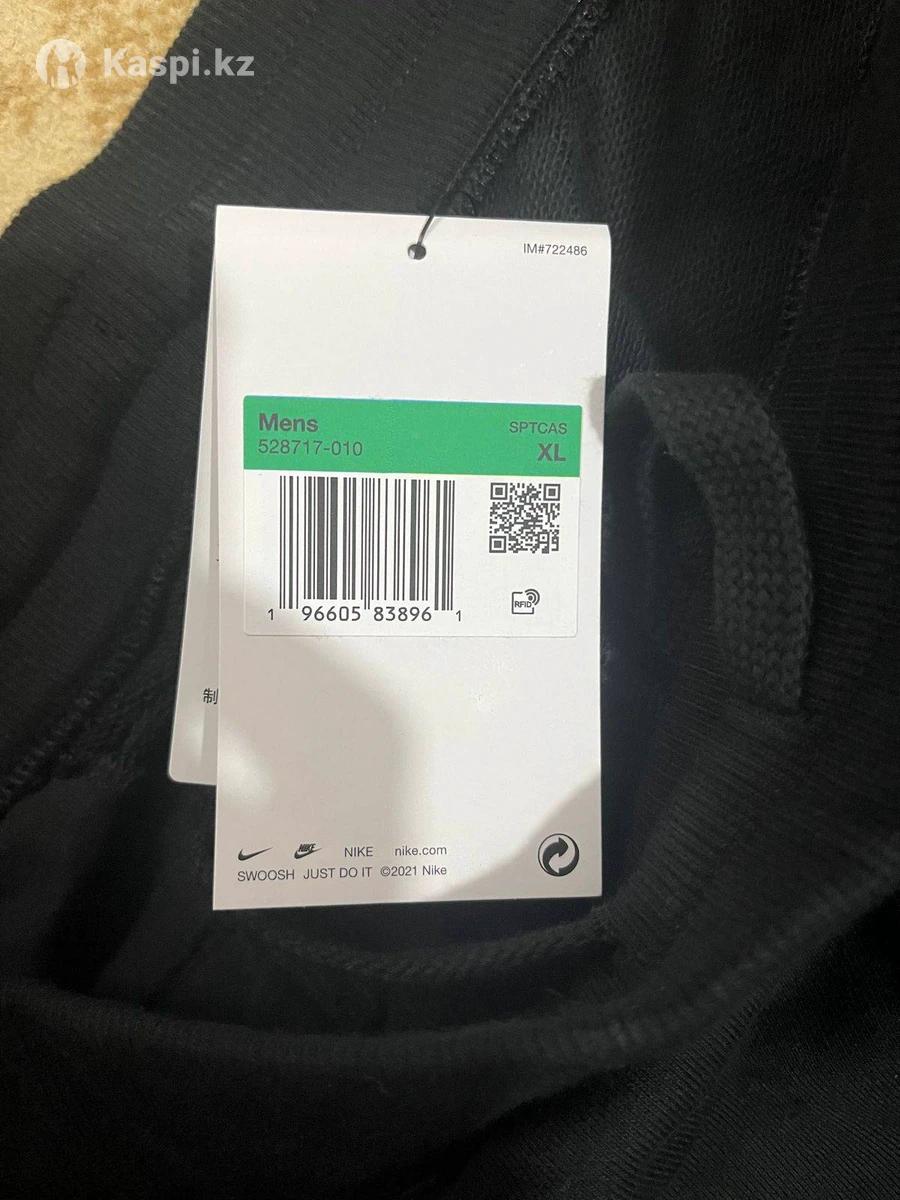 Kaspi.kz
IM#722486
Mens
528717-010
SPTCAS
XL
1 96605 83896 1
RFID
制
NIKE
NIKE nike.com
SWOOSH JUST DO IT ©2021 Nike